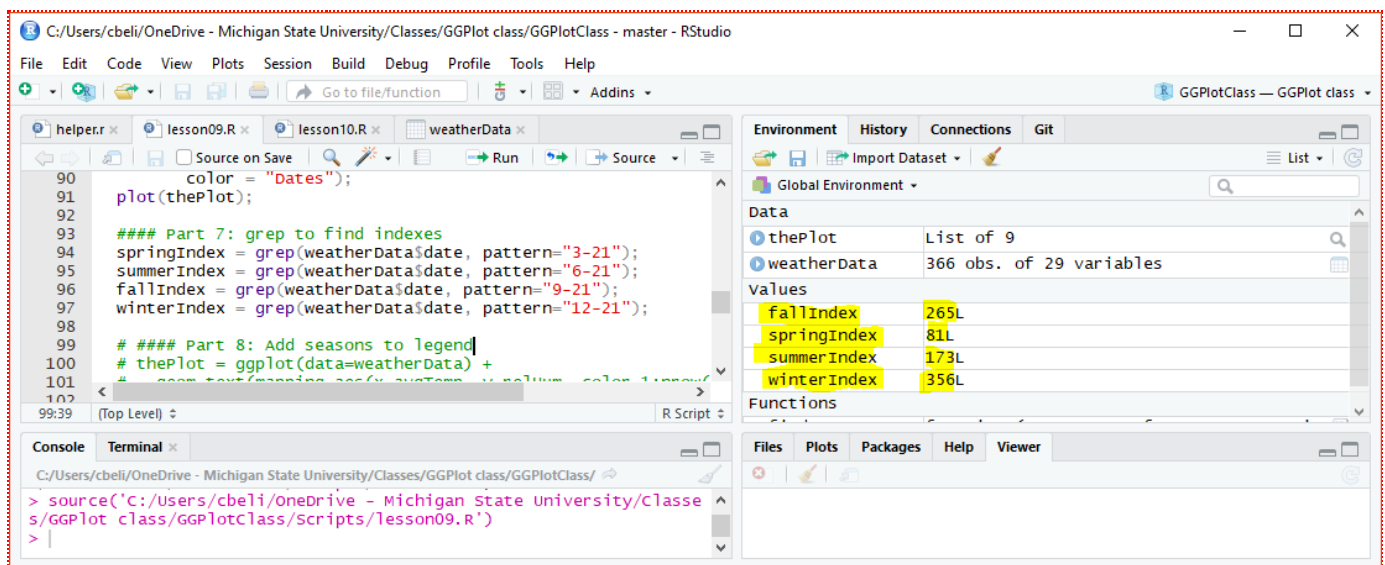 C:/Users/cbeli/OneDrive - Michigan State University/Classes/GGPlot class/GGPlotClass - master - RStudio
File Edit Code View Plots Session Build Debug Profile Tools Help
Go to file/function Addins GGPlotClass — GGPlot class
helper.r lesson09.R lesson10.R weatherData
Source on Save Run Source
90 color = "Dates");
91 plot(thePlot);
92
93 #### Part 7: grep to find indexes
94 springIndex = grep(weatherData$date, pattern="3-21");
95 summerIndex = grep(weatherData$date, pattern="6-21");
96 fallIndex = grep(weatherData$date, pattern="9-21");
97 winterIndex = grep(weatherData$date, pattern="12-21");
98
99 # #### Part 8: Add seasons to legend
100 # thePlot = ggplot(data=weatherData) +
101
102
99:39 (Top Level) R Script
Environment History Connections Git
Import Dataset List
Global Environment
Data
thePlot List of 9
weatherData 366 obs. of 29 variables
Values
fallIndex 265L
springIndex 81L
summerIndex 173L
winterIndex 356L
Functions
Console Terminal
C:/Users/cbeli/OneDrive - Michigan State University/Classes/GGPlot class/GGPlotClass/
> source('C:/Users/cbeli/OneDrive - Michigan State University/Classe
s/GGPlot class/GGPlotClass/Scripts/lesson09.R')
>
Files Plots Packages Help Viewer